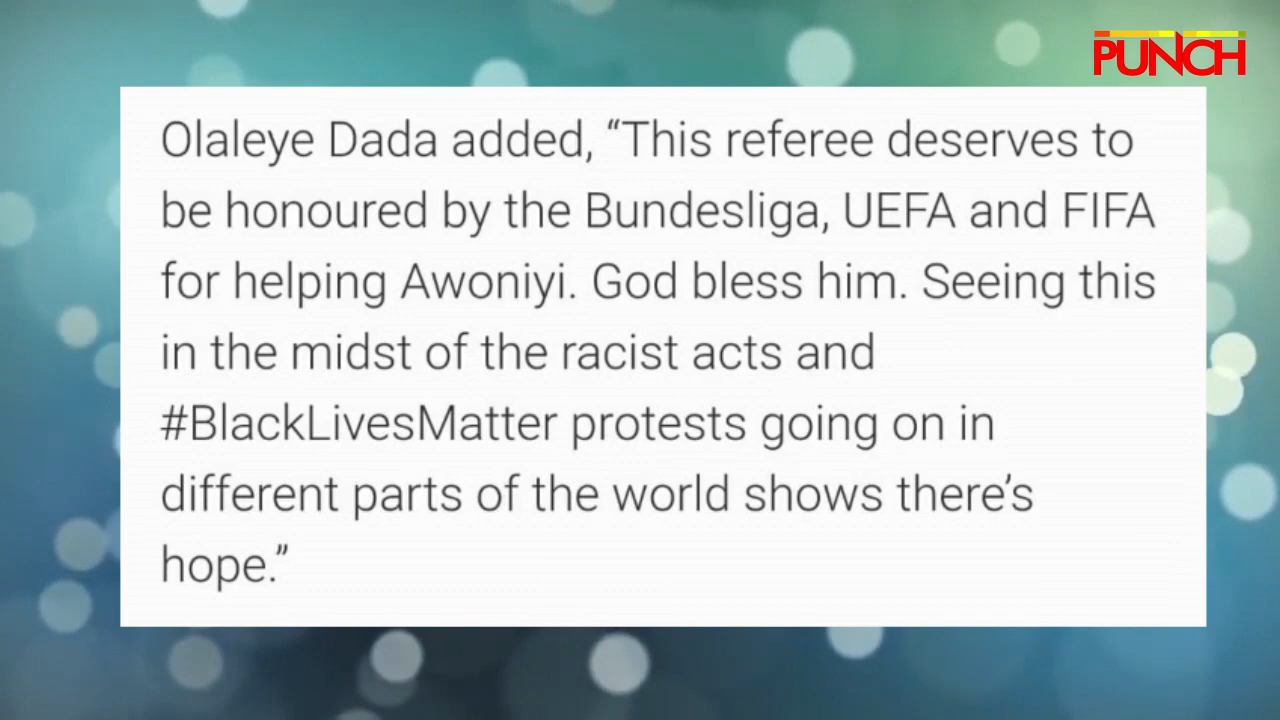 PUNCH
Olaleye Dada added, “This referee deserves to
be honoured by the Bundesliga, UEFA and FIFA
for helping Awoniyi. God bless him. Seeing this
in the midst of the racist acts and
#BlackLivesMatter protests going on in
different parts of the world shows there’s
hope.”